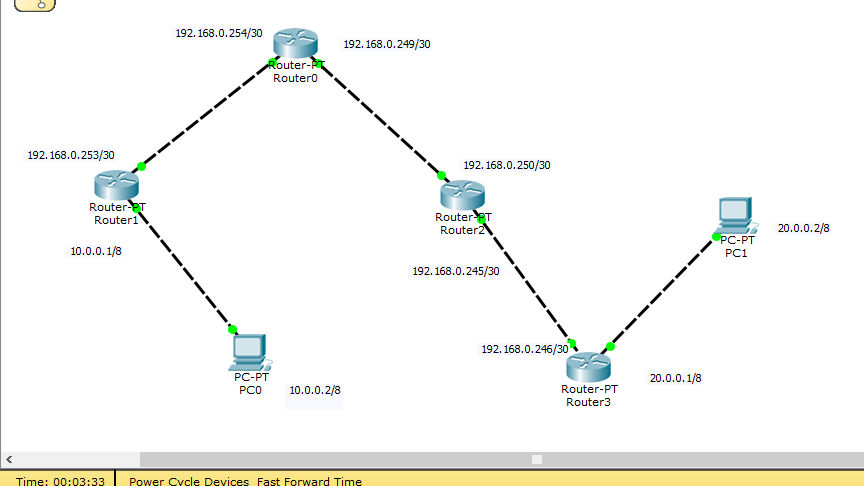 192.168.0.254/30
192.168.0.249/30
Router-PT
Router0
192.168.0.253/30
192.168.0.250/30
Router-PT
Router1
Router-PT
Router2
20.0.0.2/8
PC-PT
PC1
10.0.0.1/8
192.168.0.245/30
192.168.0.246/30
PC-PT
PC0
10.0.0.2/8
20.0.0.1/8
Router-PT
Router3
<
Time: 00:03:33 Power Cycle Devices Fast Forward Time